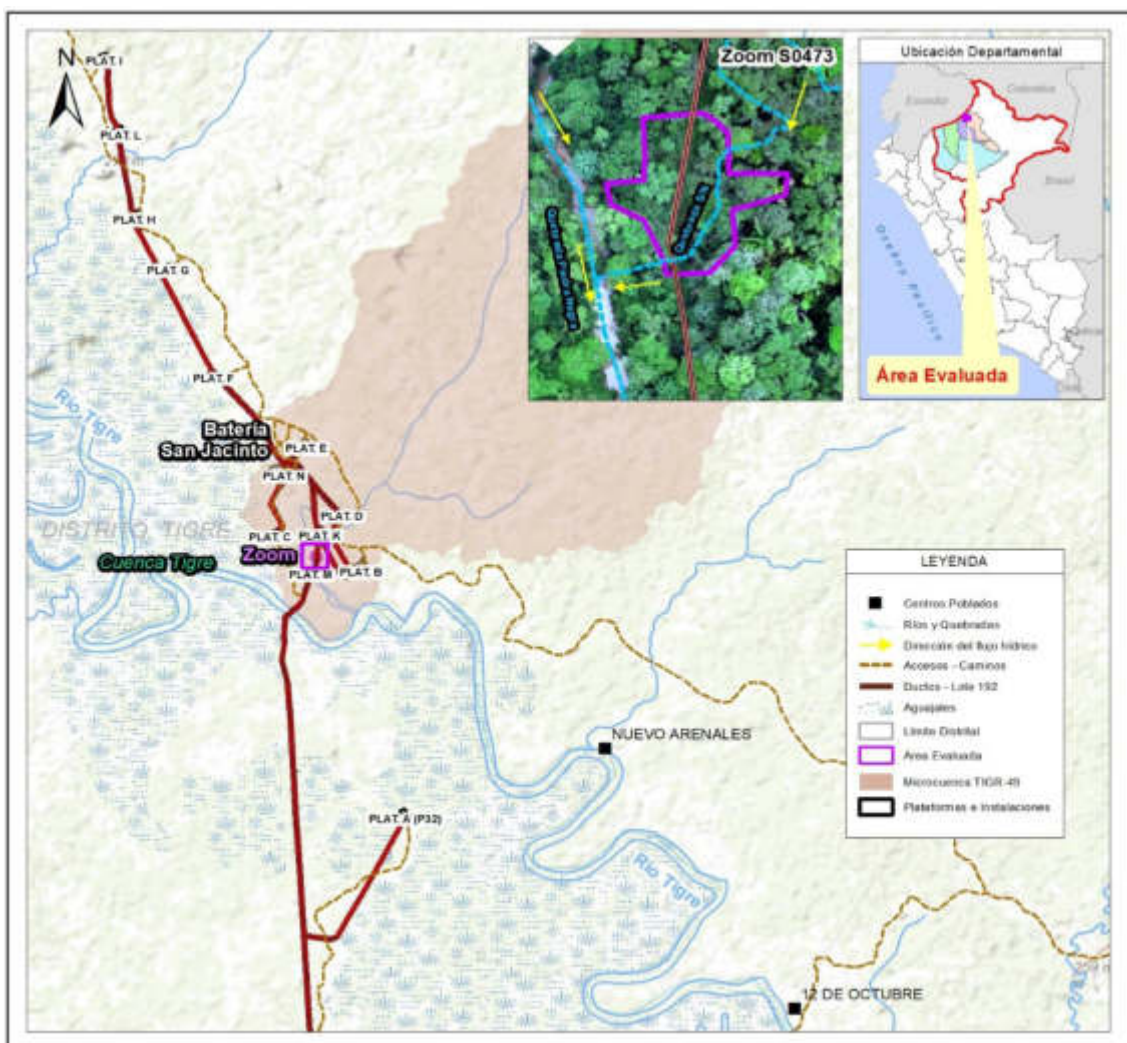 N
PLAT. I
PLAT. L
PLAT. H
PLAT. G
PLAT. F
Batería
San Jacinto
PLAT. E
PLAT. N
PLAT. D
PLAT. C
PLAT. K
Zoom
PLAT. B
PLAT. M
Río Tigre
DISTRITO TIGRE
Cuenca Tigre
NUEVO ARENALES
PLAT. A (P32)
Río Tigre
12 DE OCTUBRE
Zoom S0473
Quebrada S/N
Ubicación Departamental
Ecuador
Colombia
Brasil
Oceano Pacífico
Área Evaluada
LEYENDA
Centros Poblados
Ríos y Quebradas
Dirección del flujo hídrico
Accesos - Caminos
Ductos - Lote 192
Aguajales
Límite Distrital
Area Evaluada
Microcuenca TIGR-49
Plataformas e Instalaciones